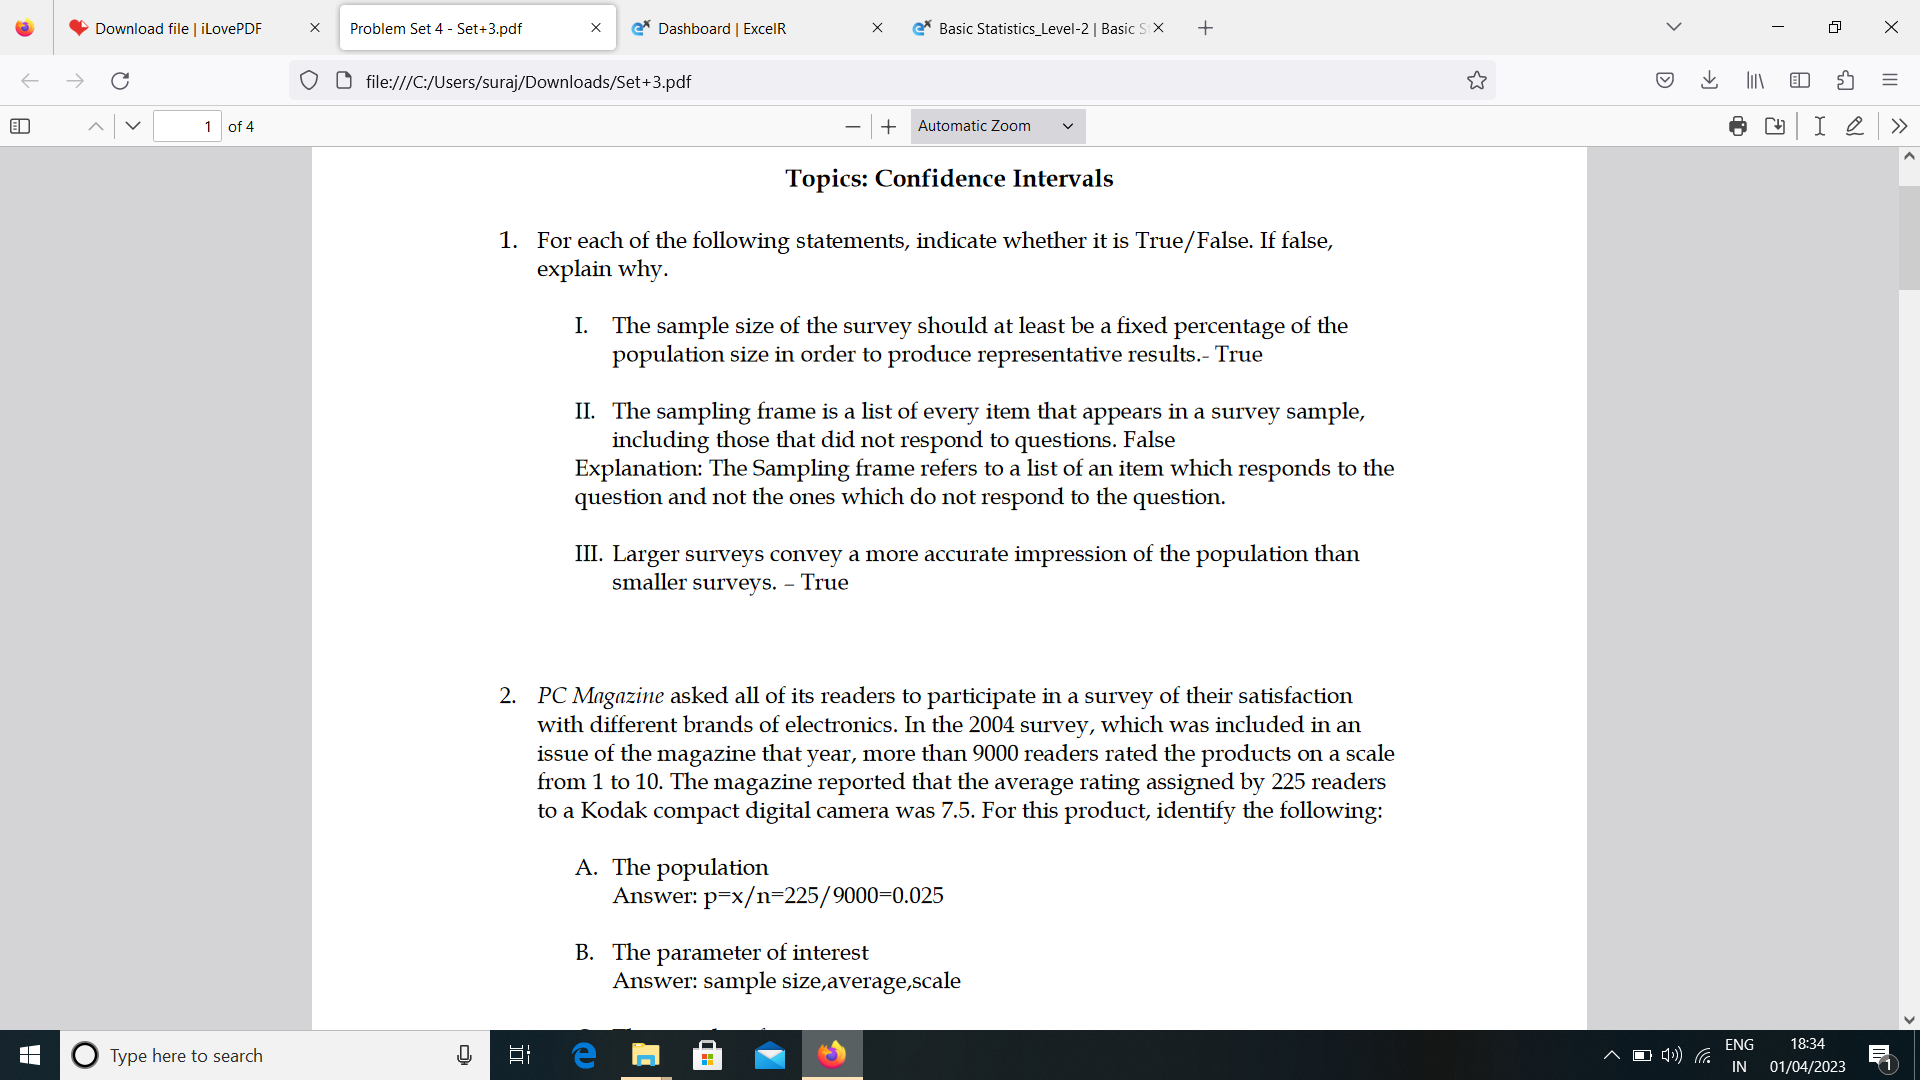 Download file | iLovePDF
Problem Set 4 - Set+3.pdf
Dashboard | ExcelR
Basic Statistics_Level-2 | Basic S
file:///C:/Users/suraj/Downloads/Set+3.pdf
1 of 4
Automatic Zoom
Topics: Confidence Intervals
1. For each of the following statements, indicate whether it is True/False. If false,
explain why.
I. The sample size of the survey should at least be a fixed percentage of the
population size in order to produce representative results.- True
II. The sampling frame is a list of every item that appears in a survey sample,
including those that did not respond to questions. False
Explanation: The Sampling frame refers to a list of an item which responds to the
question and not the ones which do not respond to the question.
III. Larger surveys convey a more accurate impression of the population than
smaller surveys. – True
2. PC Magazine asked all of its readers to participate in a survey of their satisfaction
with different brands of electronics. In the 2004 survey, which was included in an
issue of the magazine that year, more than 9000 readers rated the products on a scale
from 1 to 10. The magazine reported that the average rating assigned by 225 readers
to a Kodak compact digital camera was 7.5. For this product, identify the following:
A. The population
Answer: p=x/n=225/9000=0.025
B. The parameter of interest
Answer: sample size,average,scale
Type here to search
ENG
IN
18:34
01/04/2023
1